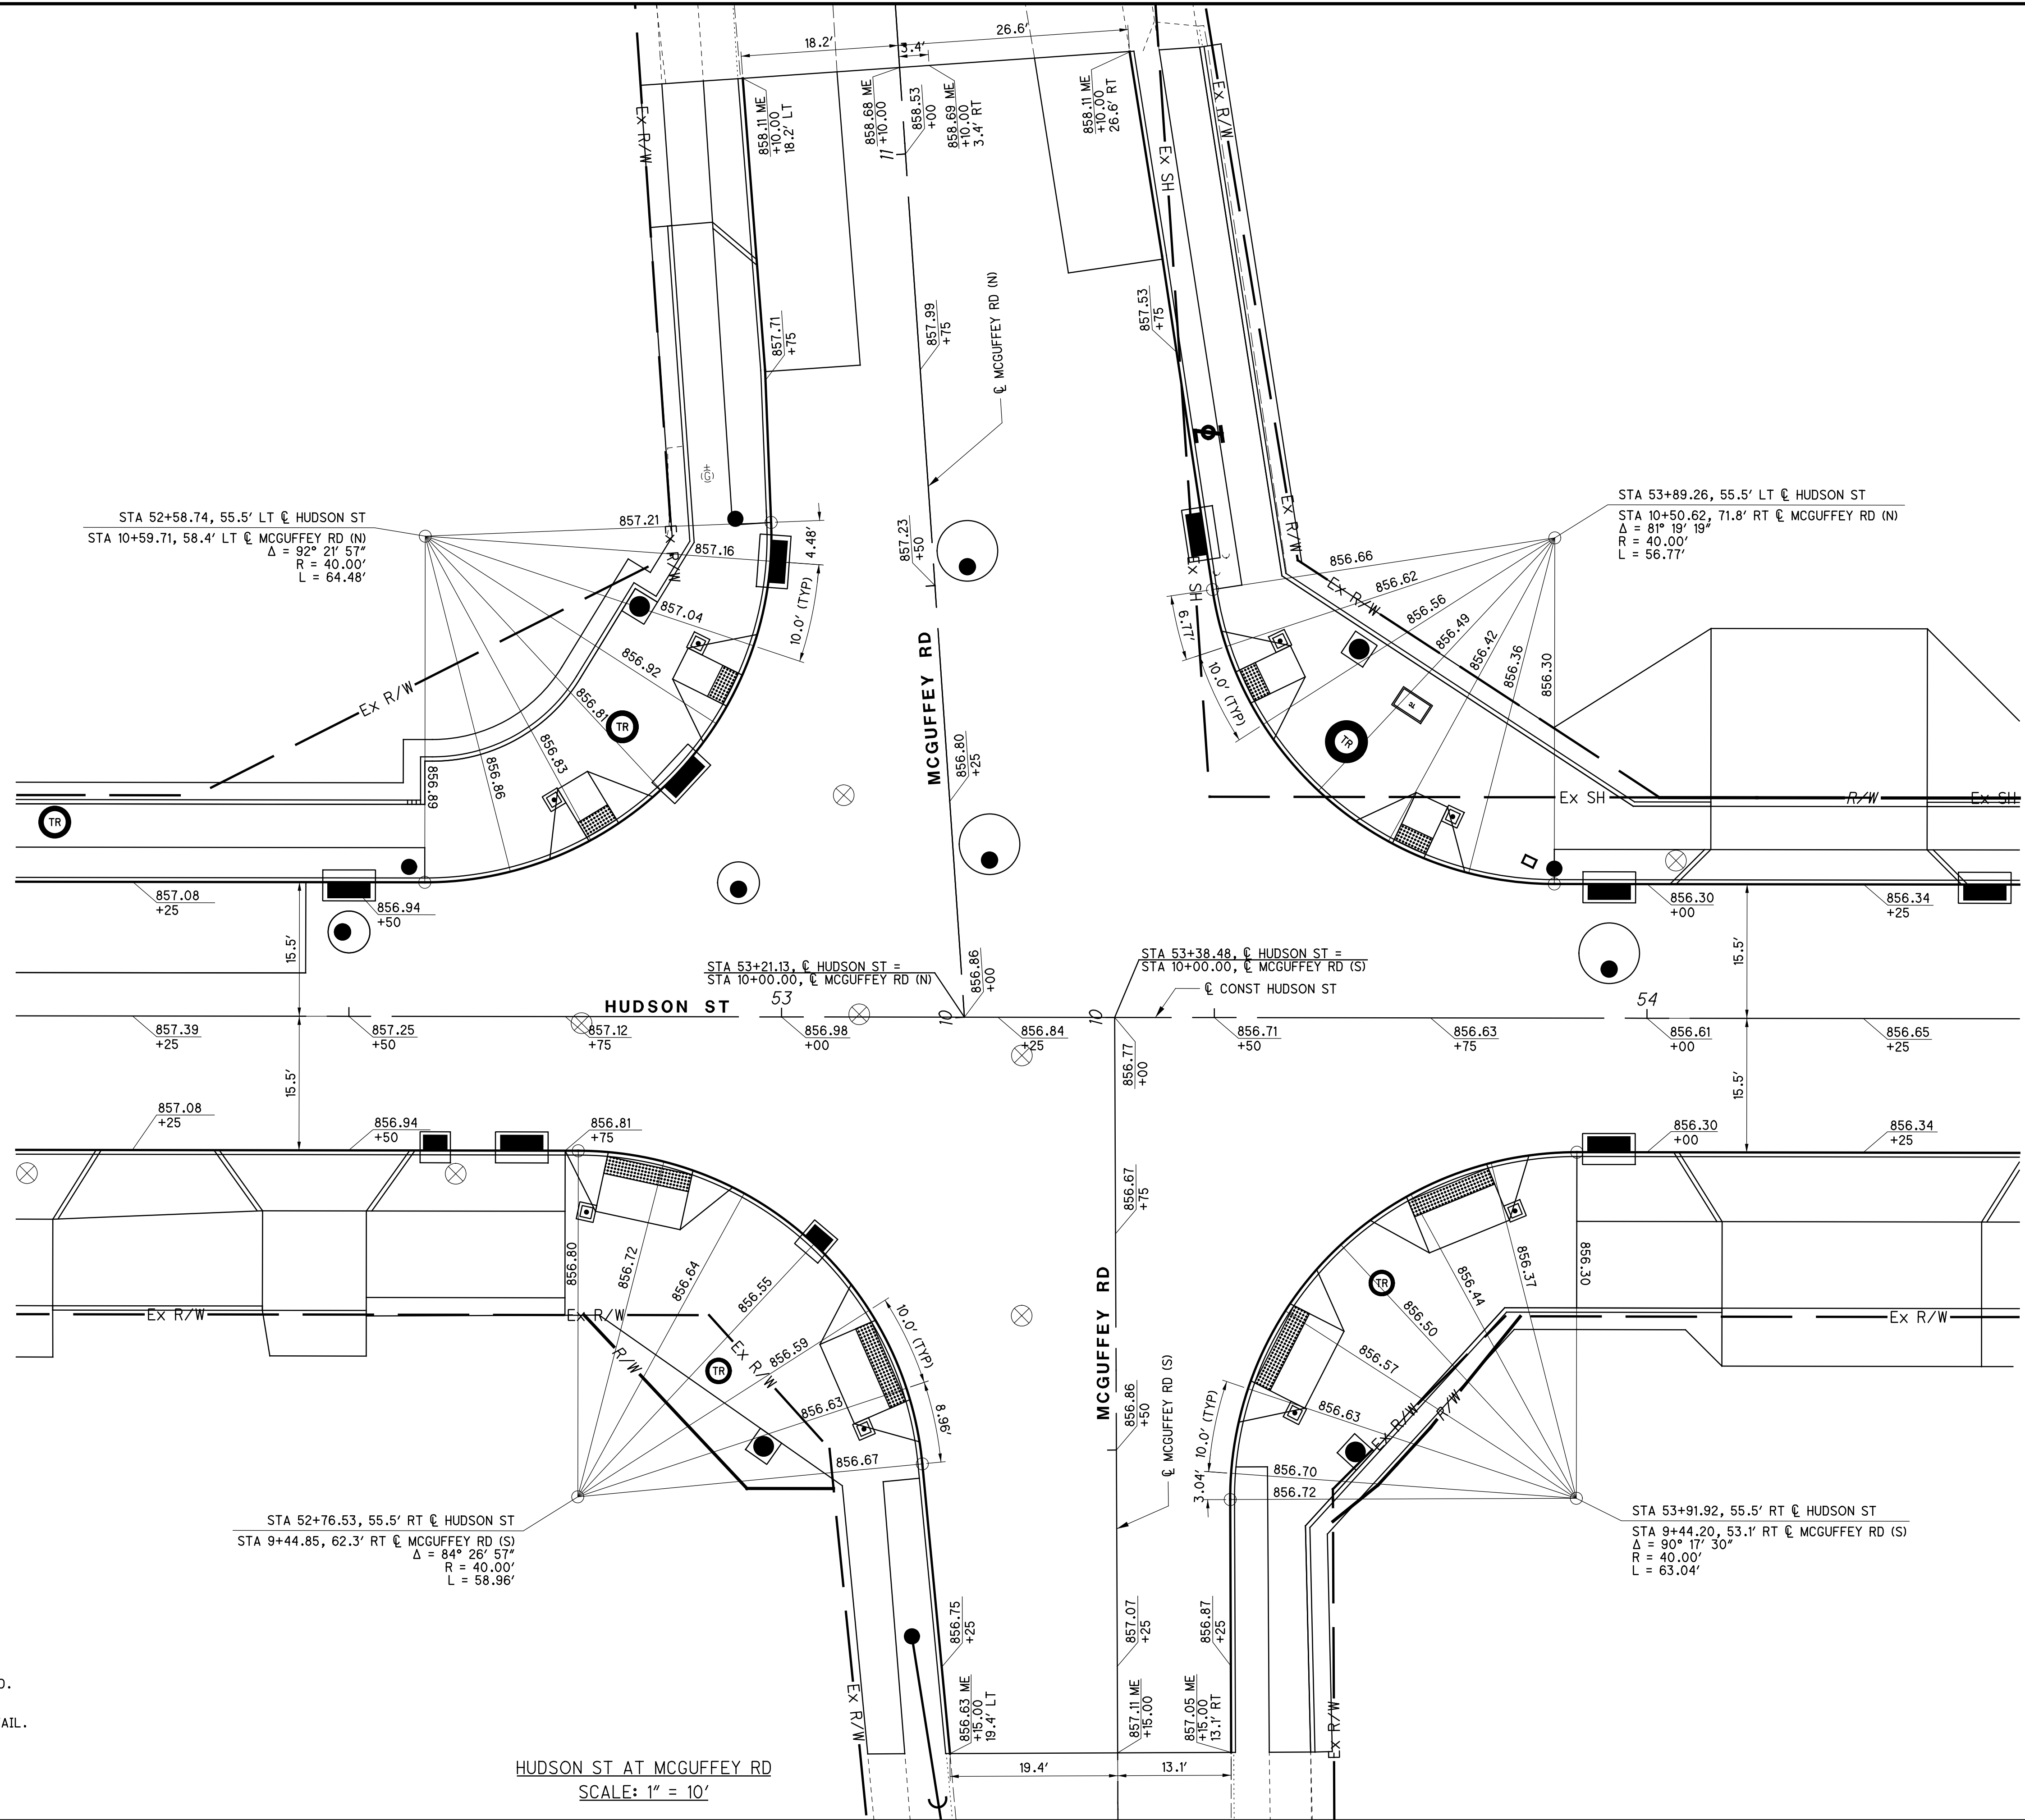 18.2′
26.6′
3.4′
858.11 ME
+10.00
18.2′ LT
858.68 ME
+10.00
11
858.53
+00
858.69 ME
+10.00
3.4′ RT
858.11 ME
+10.00
26.6′ RT
Ex R/W
Ex SH
Ex R/W
857.71
+75
857.99
+75
857.53
+75
℄ MCGUFFEY RD (N)
(G)
STA 52+58.74, 55.5′ LT ℄ HUDSON ST
STA 10+59.71, 58.4′ LT ℄ MCGUFFEY RD (N)
Δ = 92° 21′ 57″
R = 40.00′
L = 64.48′
857.21
857.16
857.04
856.92
856.81
856.83
856.86
856.89
Ex R/W
Ex R/W
4.48′
10.0′ (TYP)
TR
TR
857.23
+50
MCGUFFEY RD
856.80
+25
856.86
+00
STA 53+89.26, 55.5′ LT ℄ HUDSON ST
STA 10+50.62, 71.8′ RT ℄ MCGUFFEY RD (N)
Δ = 81° 19′ 19″
R = 40.00′
L = 56.77′
Ex SH
Ex R/W
Ex R/W
856.66
856.62
856.56
856.49
856.42
856.36
856.30
6.77′
10.0′ (TYP)
TR
Ex SH
R/W
Ex SH
857.08
+25
856.94
+50
856.30
+00
856.34
+25
15.5′
15.5′
STA 53+21.13, ℄ HUDSON ST =
STA 10+00.00, ℄ MCGUFFEY RD (N)
STA 53+38.48, ℄ HUDSON ST =
STA 10+00.00, ℄ MCGUFFEY RD (S)
℄ CONST HUDSON ST
HUDSON ST
53
10
10
54
857.39
+25
857.25
+50
857.12
+75
856.98
+00
856.84
+25
856.77
+00
856.71
+50
856.63
+75
856.61
+00
856.65
+25
15.5′
15.5′
857.08
+25
856.94
+50
856.81
+75
856.30
+00
856.34
+25
856.67
+75
MCGUFFEY RD
856.86
+50
℄ MCGUFFEY RD (S)
Ex R/W
Ex R/W
R/W
Ex R/W
TR
856.80
856.72
856.64
856.55
856.59
856.63
856.67
10.0′ (TYP)
8.96′
STA 52+76.53, 55.5′ RT ℄ HUDSON ST
STA 9+44.85, 62.3′ RT ℄ MCGUFFEY RD (S)
Δ = 84° 26′ 57″
R = 40.00′
L = 58.96′
TR
856.30
856.37
856.44
856.50
856.57
856.63
856.70
856.72
10.0′ (TYP)
3.04′
Ex R/W
R/W
Ex R/W
STA 53+91.92, 55.5′ RT ℄ HUDSON ST
STA 9+44.20, 53.1′ RT ℄ MCGUFFEY RD (S)
Δ = 90° 17′ 30″
R = 40.00′
L = 63.04′
856.75
+25
857.07
+25
856.87
+25
856.63 ME
+15.00
19.4′ LT
857.11 ME
+15.00
857.05 ME
+15.00
13.1′ RT
Ex R/W
Ex R/W
19.4′
13.1′
D.
AIL.
HUDSON ST AT MCGUFFEY RD
SCALE: 1″ = 10′